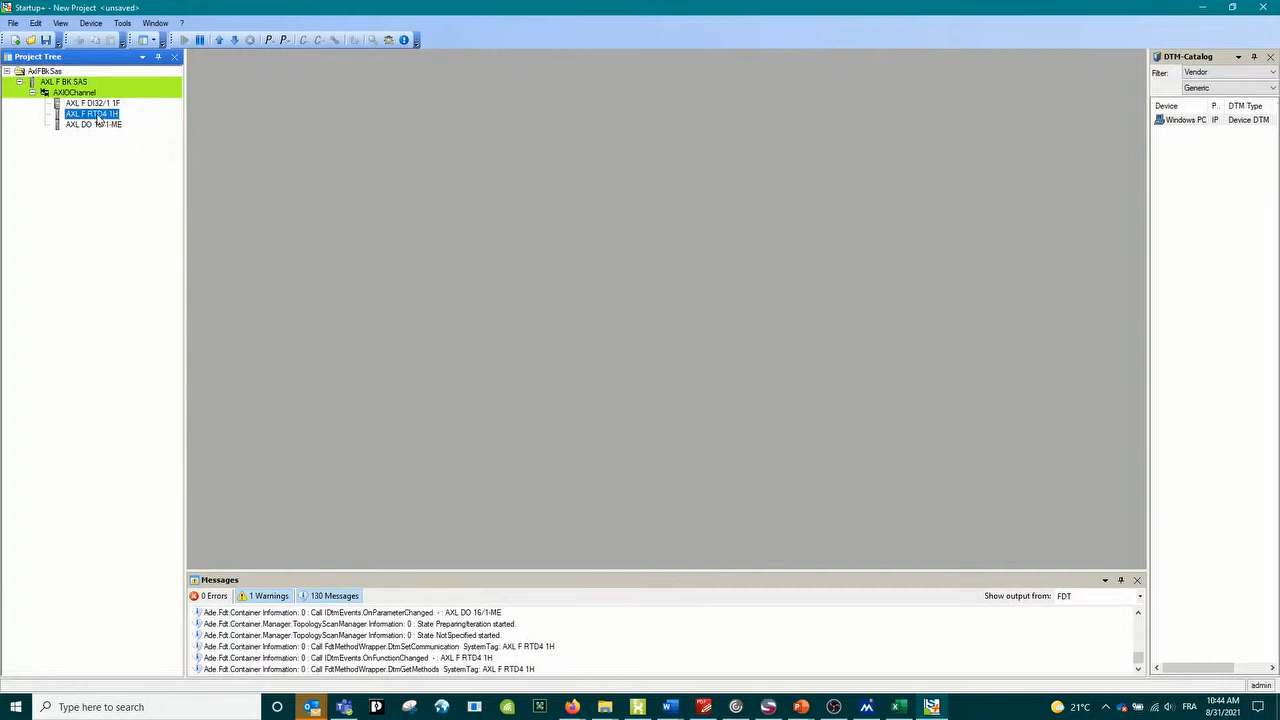 Startup+ - New Project <unsaved>
File Edit View Device Tools Window ?
Project Tree
AxlFBkSas
AXL F BK SAS
AXIOChannel
AXL F DI32/1 1F
AXL F RTD4 1H
AXL DO 16/1-ME
DTM-Catalog
Filter: Vendor
Generic
Device P.. DTM Type
Windows PC IP Device DTM
Messages
0 Errors 1 Warnings 130 Messages Show output from: FDT
Ade.Fdt.Container Information: 0 : Call IDtmEvents.OnParameterChanged - : AXL DO 16/1-ME
Ade.Fdt.Container.Manager.TopologyScanManager Information: 0 : State PreparingIteration started.
Ade.Fdt.Container.Manager.TopologyScanManager Information: 0 : State NotSpecified started.
Ade.Fdt.Container Information: 0 : Call FdtMethodWrapper.DtmSetCommunication SystemTag: AXL F RTD4 1H
Ade.Fdt.Container Information: 0 : Call IDtmEvents.OnFunctionChanged - : AXL F RTD4 1H
Ade.Fdt.Container Information: 0 : Call FdtMethodWrapper.DtmGetMethods SystemTag: AXL F RTD4 1H
admin
Type here to search
21°C
FRA
10:44 AM
8/31/2021